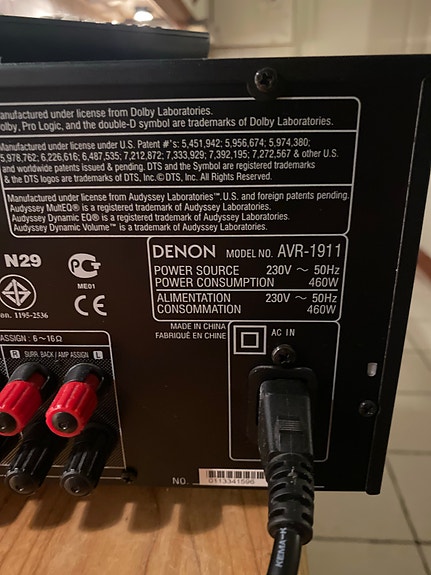 anufactured under license from Dolby Laboratories.
olby, Pro Logic, and the double-D symbol are trademarks of Dolby Laboratories.
Manufactured under license under U.S. Patent #'s: 5,451,942; 5,956,674; 5,974,380;
5,978,762; 6,226,616; 6,487,535; 7,212,872; 7,333,929; 7,392,195; 7,272,567 & other U.S.
and worldwide patents issued & pending. DTS and the Symbol are registered trademarks
& the DTS logos are trademarks of DTS, Inc.© DTS, Inc. All Rights Reserved.
Manufactured under license from Audyssey Laboratories™. U.S. and foreign patents pending.
Audyssey MultEQ® is a registered trademark of Audyssey Laboratories.
Audyssey Dynamic EQ® is a registered trademark of Audyssey Laboratories.
Audyssey Dynamic Volume™ is a trademark of Audyssey Laboratories.
N29
ME01
CE
on. 1195-2536
DENON MODEL NO. AVR-1911
POWER SOURCE 230V ~ 50Hz
POWER CONSUMPTION 460W
ALIMENTATION 230V ~ 50Hz
CONSOMMATION 460W
MADE IN CHINA
FABRIQUÉ EN CHINE
AC IN
ASSIGN : 6~16Ω
R SURR. BACK / AMP ASSIGN L
NO.
0113341596
KEMA-K